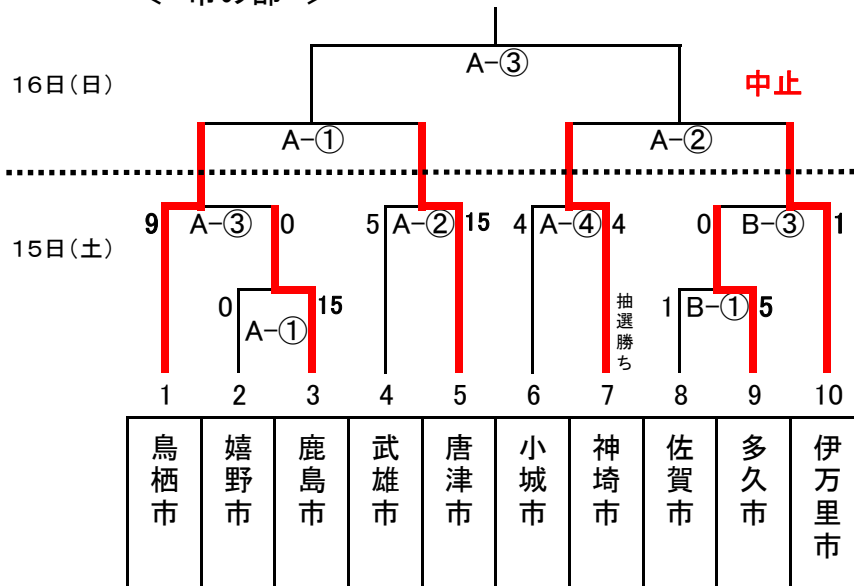 A-③
16日(日)
中止
A-①
A-②
9
A-③
0
5
A-②
15
4
A-④
4
0
B-③
1
15日(土)
0
A-①
15
抽選勝ち
1
B-①
5
1
2
3
4
5
6
7
8
9
10
鳥栖市
嬉野市
鹿島市
武雄市
唐津市
小城市
神埼市
佐賀市
多久市
伊万里市